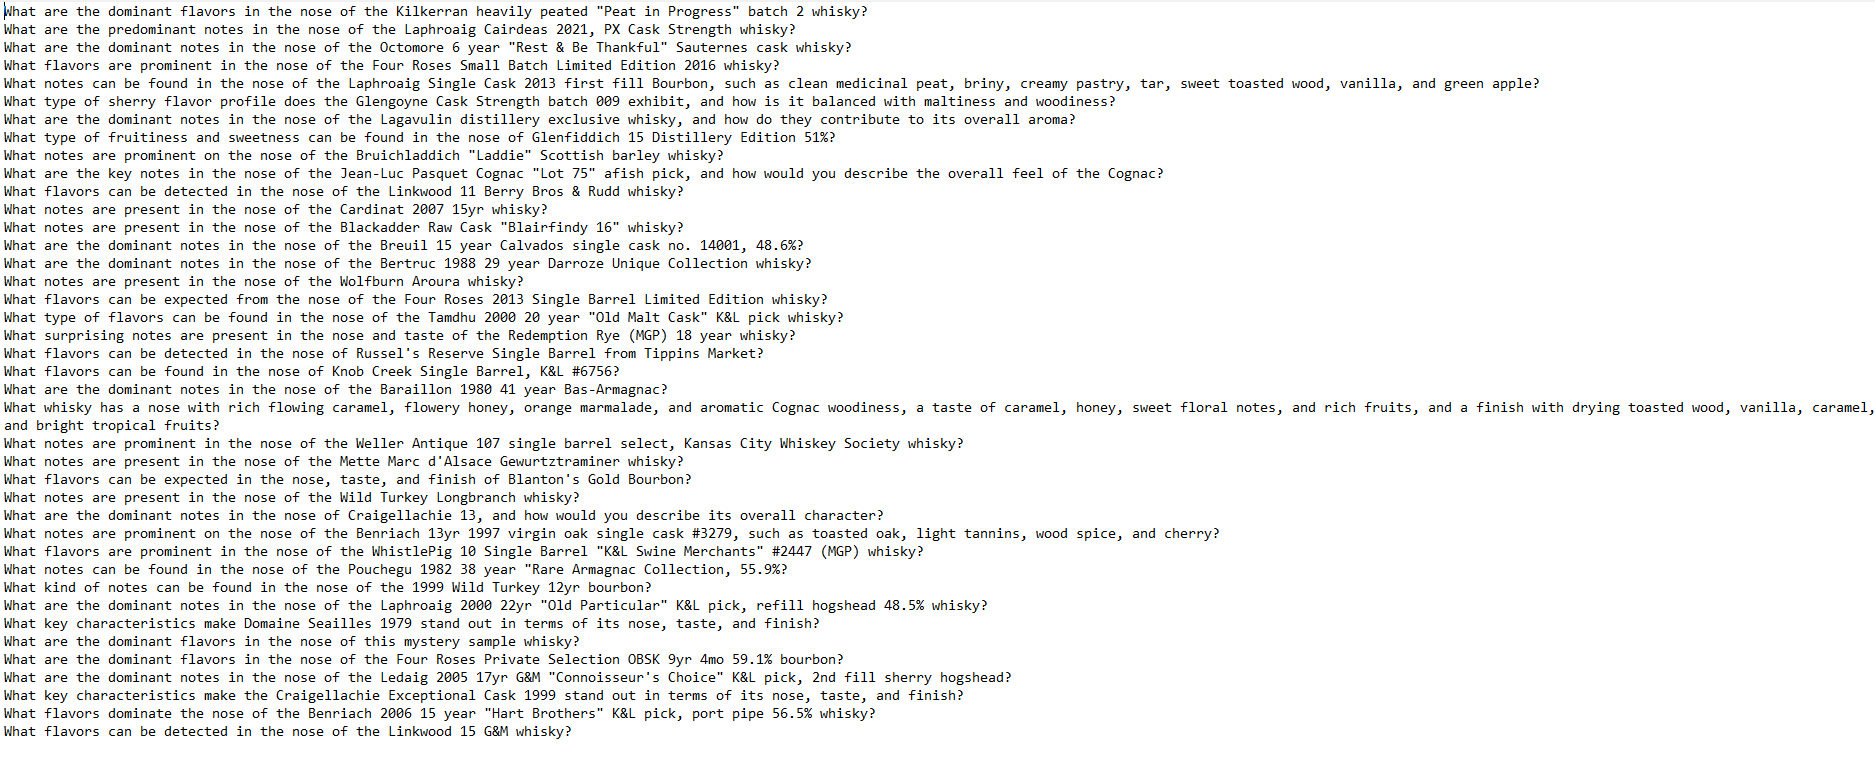 What are the dominant flavors in the nose of the Kilkerran heavily peated "Peat in Progress" batch 2 whisky?
What are the predominant notes in the nose of the Laphroaig Cairdeas 2021, PX Cask Strength whisky?
What are the dominant notes in the nose of the Octomore 6 year "Rest & Be Thankful" Sauternes cask whisky?
What flavors are prominent in the nose of the Four Roses Small Batch Limited Edition 2016 whisky?
What notes can be found in the nose of the Laphroaig Single Cask 2013 first fill Bourbon, such as clean medicinal peat, briny, creamy pastry, tar, sweet toasted wood, vanilla, and green apple?
What type of sherry flavor profile does the Glengoyne Cask Strength batch 009 exhibit, and how is it balanced with maltiness and woodiness?
What are the dominant notes in the nose of the Lagavulin distillery exclusive whisky, and how do they contribute to its overall aroma?
What type of fruitiness and sweetness can be found in the nose of Glenfiddich 15 Distillery Edition 51%?
What notes are prominent on the nose of the Bruichladdich "Laddie" Scottish barley whisky?
What are the key notes in the nose of the Jean-Luc Pasquet Cognac "Lot 75" afish pick, and how would you describe the overall feel of the Cognac?
What flavors can be detected in the nose of the Linkwood 11 Berry Bros & Rudd whisky?
What notes are present in the nose of the Cardinat 2007 15yr whisky?
What notes are present in the nose of the Blackadder Raw Cask "Blairfindy 16" whisky?
What are the dominant notes in the nose of the Breuil 15 year Calvados single cask no. 14001, 48.6%?
What are the dominant notes in the nose of the Bertruc 1988 29 year Darroze Unique Collection whisky?
What notes are present in the nose of the Wolfburn Aroura whisky?
What flavors can be expected from the nose of the Four Roses 2013 Single Barrel Limited Edition whisky?
What type of flavors can be found in the nose of the Tamdhu 2000 20 year "Old Malt Cask" K&L pick whisky?
What surprising notes are present in the nose and taste of the Redemption Rye (MGP) 18 year whisky?
What flavors can be detected in the nose of Russel's Reserve Single Barrel from Tippins Market?
What flavors can be found in the nose of Knob Creek Single Barrel, K&L #6756?
What are the dominant notes in the nose of the Baraillon 1980 41 year Bas-Armagnac?
What whisky has a nose with rich flowing caramel, flowery honey, orange marmalade, and aromatic Cognac woodiness, a taste of caramel, honey, sweet floral notes, and rich fruits, and a finish with drying toasted wood, vanilla, caramel,
and bright tropical fruits?
What notes are prominent in the nose of the Weller Antique 107 single barrel select, Kansas City Whiskey Society whisky?
What notes are present in the nose of the Mette Marc d'Alsace Gewurtztraminer whisky?
What flavors can be expected in the nose, taste, and finish of Blanton's Gold Bourbon?
What notes are present in the nose of the Wild Turkey Longbranch whisky?
What are the dominant notes in the nose of Craigellachie 13, and how would you describe its overall character?
What notes are prominent on the nose of the Benriach 13yr 1997 virgin oak single cask #3279, such as toasted oak, light tannins, wood spice, and cherry?
What flavors are prominent in the nose of the WhistlePig 10 Single Barrel "K&L Swine Merchants" #2447 (MGP) whisky?
What notes can be found in the nose of the Pouchegu 1982 38 year "Rare Armagnac Collection, 55.9%?
What kind of notes can be found in the nose of the 1999 Wild Turkey 12yr bourbon?
What are the dominant notes in the nose of the Laphroaig 2000 22yr "Old Particular" K&L pick, refill hogshead 48.5% whisky?
What key characteristics make Domaine Seailles 1979 stand out in terms of its nose, taste, and finish?
What are the dominant flavors in the nose of this mystery sample whisky?
What are the dominant flavors in the nose of the Four Roses Private Selection OBSK 9yr 4mo 59.1% bourbon?
What are the dominant notes in the nose of the Ledaig 2005 17yr G&M "Connoisseur's Choice" K&L pick, 2nd fill sherry hogshead?
What key characteristics make the Craigellachie Exceptional Cask 1999 stand out in terms of its nose, taste, and finish?
What flavors dominate the nose of the Benriach 2006 15 year "Hart Brothers" K&L pick, port pipe 56.5% whisky?
What flavors can be detected in the nose of the Linkwood 15 G&M whisky?